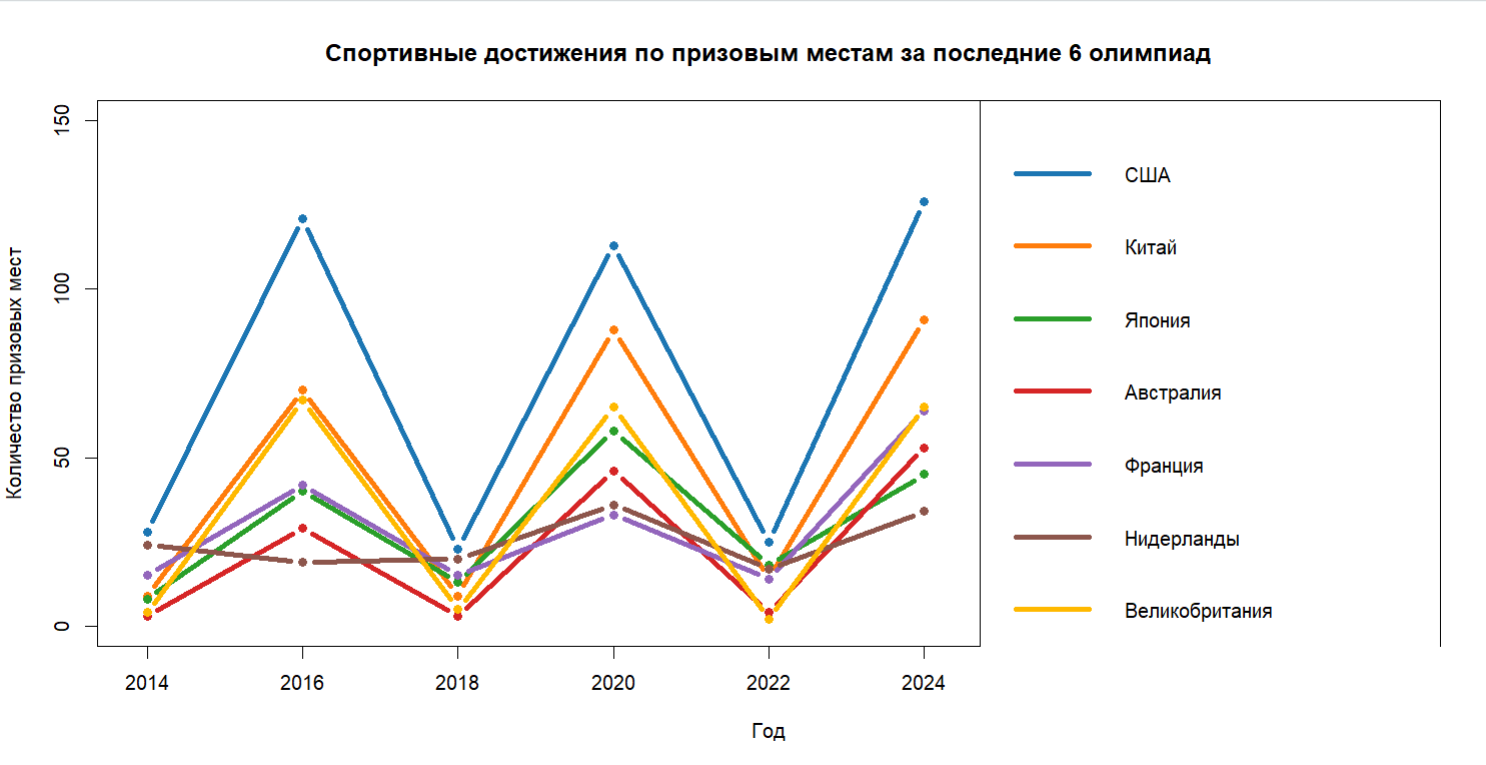 Спортивные достижения по призовым местам за последние 6 олимпиад
Количество призовых мест
150
100
50
0
2014 2016 2018 2020 2022 2024
Год
США
Китай
Япония
Австралия
Франция
Нидерланды
Великобритания